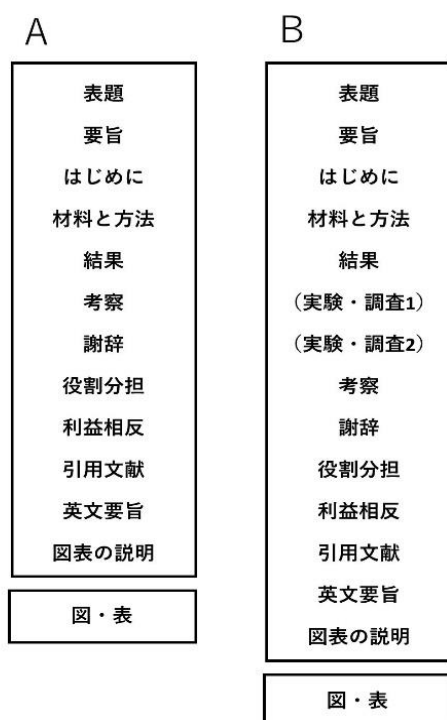 A
表題
要旨
はじめに
材料と方法
結果
考察
謝辞
役割分担
利益相反
引用文献
英文要旨
図表の説明
図・表
B
表題
要旨
はじめに
材料と方法
結果
（実験・調査1）
（実験・調査2）
考察
謝辞
役割分担
利益相反
引用文献
英文要旨
図表の説明
図・表